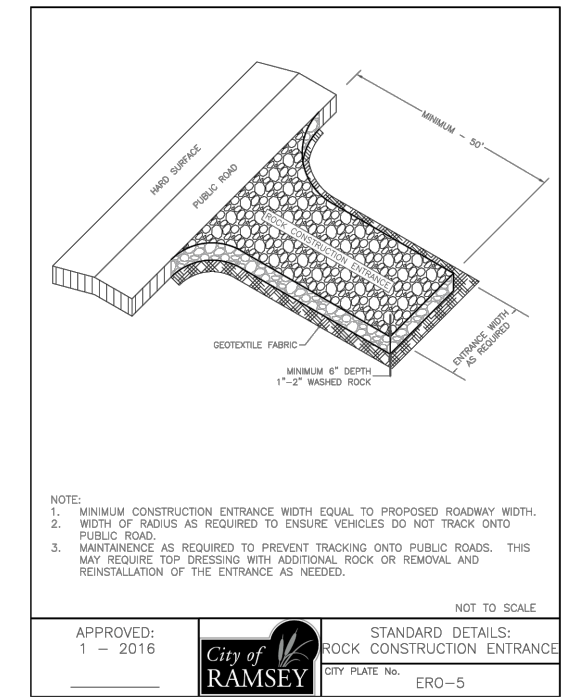 MINIMUM - 50'
HARD SURFACE
PUBLIC ROAD
ROCK CONSTRUCTION ENTRANCE
GEOTEXTILE FABRIC
ENTRANCE WIDTH
AS REQUIRED
MINIMUM 6" DEPTH
1"-2" WASHED ROCK
NOTE:
1. MINIMUM CONSTRUCTION ENTRANCE WIDTH EQUAL TO PROPOSED ROADWAY WIDTH.
2. WIDTH OF RADIUS AS REQUIRED TO ENSURE VEHICLES DO NOT TRACK ONTO
PUBLIC ROAD.
3. MAINTAINENCE AS REQUIRED TO PREVENT TRACKING ONTO PUBLIC ROADS. THIS
MAY REQUIRE TOP DRESSING WITH ADDITIONAL ROCK OR REMOVAL AND
REINSTALLATION OF THE ENTRANCE AS NEEDED.
NOT TO SCALE
APPROVED:
1 - 2016
City of
RAMSEY
STANDARD DETAILS:
ROCK CONSTRUCTION ENTRANCE
CITY PLATE No.
ERO-5